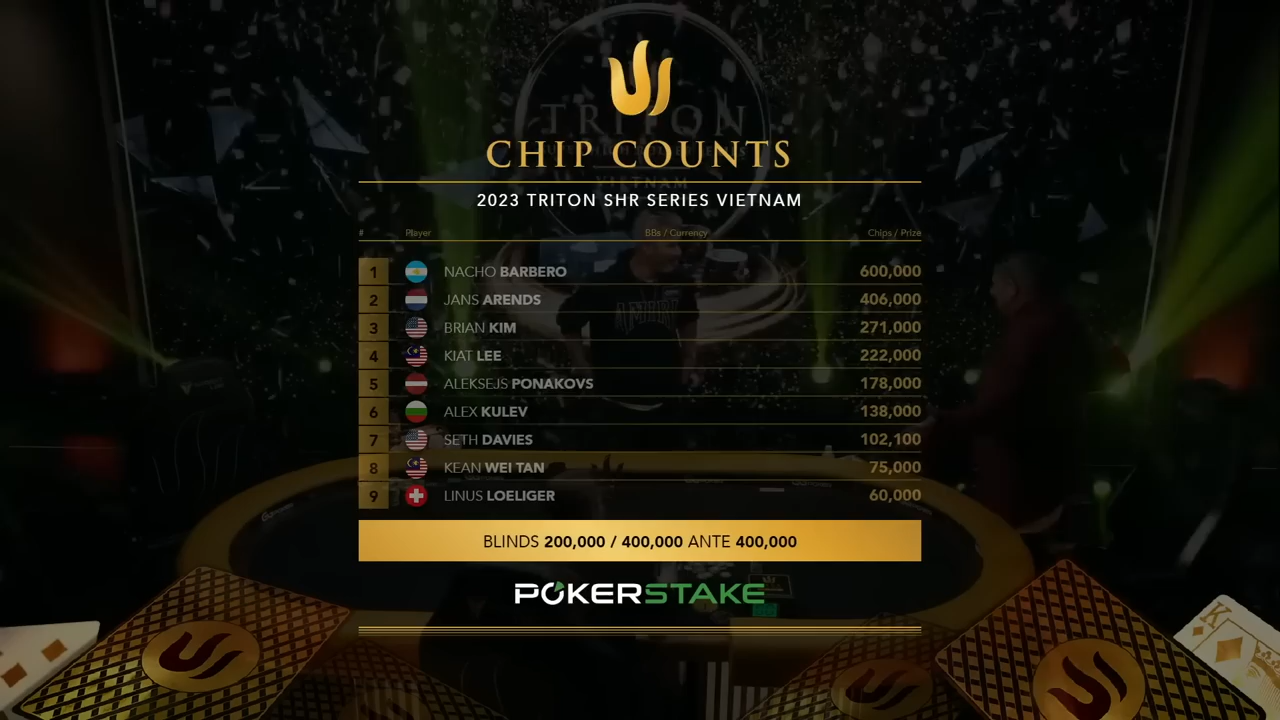 TRITON
CHIP COUNTS
VIETNAM
2023 TRITON SHR SERIES VIETNAM
# Player BBs / Currency Chips / Prize
1 NACHO BARBERO 600,000
2 JANS ARENDS 406,000
3 BRIAN KIM 271,000
4 KIAT LEE 222,000
5 ALEKSEJS PONAKOVS 178,000
6 ALEX KULEV 138,000
7 SETH DAVIES 102,100
8 KEAN WEI TAN 75,000
9 LINUS LOELIGER 60,000
BLINDS 200,000 / 400,000 ANTE 400,000
POKERSTAKE
AMIRI
K